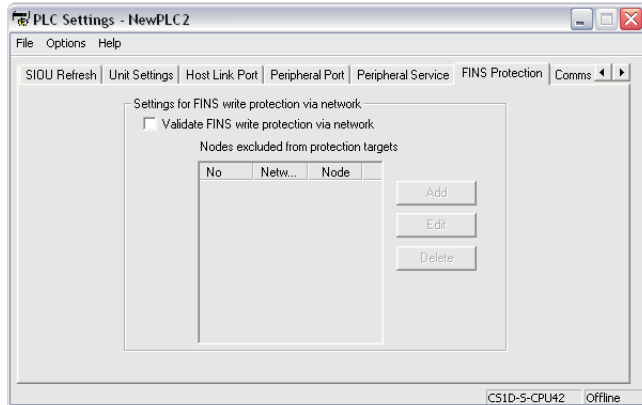 PLC Settings - NewPLC2
File Options Help
SIOU Refresh Unit Settings Host Link Port Peripheral Port Peripheral Service FINS Protection Comms
Settings for FINS write protection via network
Validate FINS write protection via network
Nodes excluded from protection targets
No Netw... Node
Add
Edit
Delete
CS1D-S-CPU42 Offline